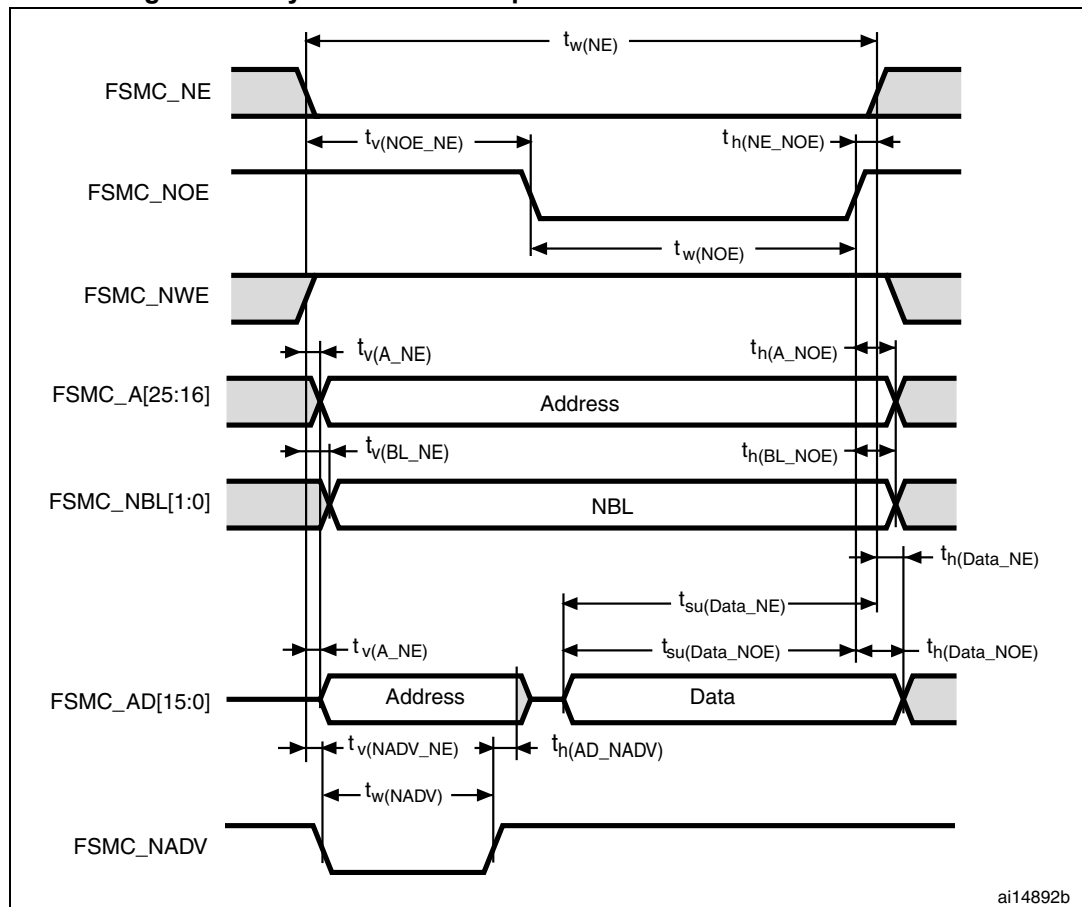 t_w(NE)
FSMC_NE
t_v(NOE_NE)
t_h(NE_NOE)
FSMC_NOE
t_w(NOE)
FSMC_NWE
t_v(A_NE)
t_h(A_NOE)
FSMC_A[25:16]
Address
t_v(BL_NE)
t_h(BL_NOE)
FSMC_NBL[1:0]
NBL
t_h(Data_NE)
t_su(Data_NE)
t_v(A_NE)
t_su(Data_NOE)
t_h(Data_NOE)
FSMC_AD[15:0]
Address
Data
t_v(NADV_NE)
t_h(AD_NADV)
t_w(NADV)
FSMC_NADV
ai14892b